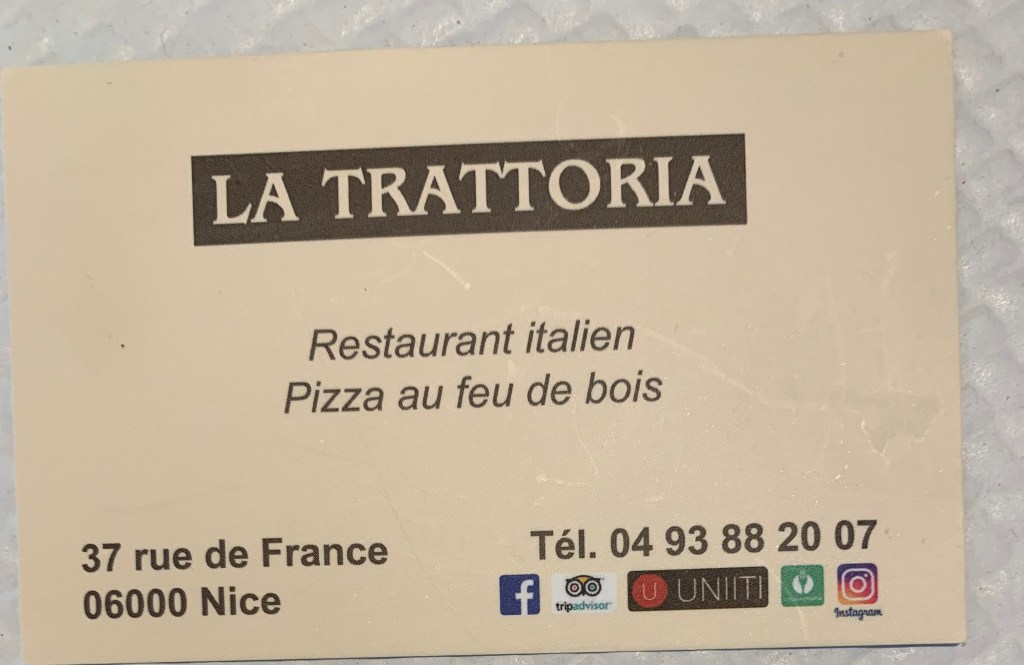 LA TRATTORIA
Restaurant italien
Pizza au feu de bois
37 rue de France
06000 Nice
Tél. 04 93 88 20 07
f
tripadvisor
U UNIITI
Instagram